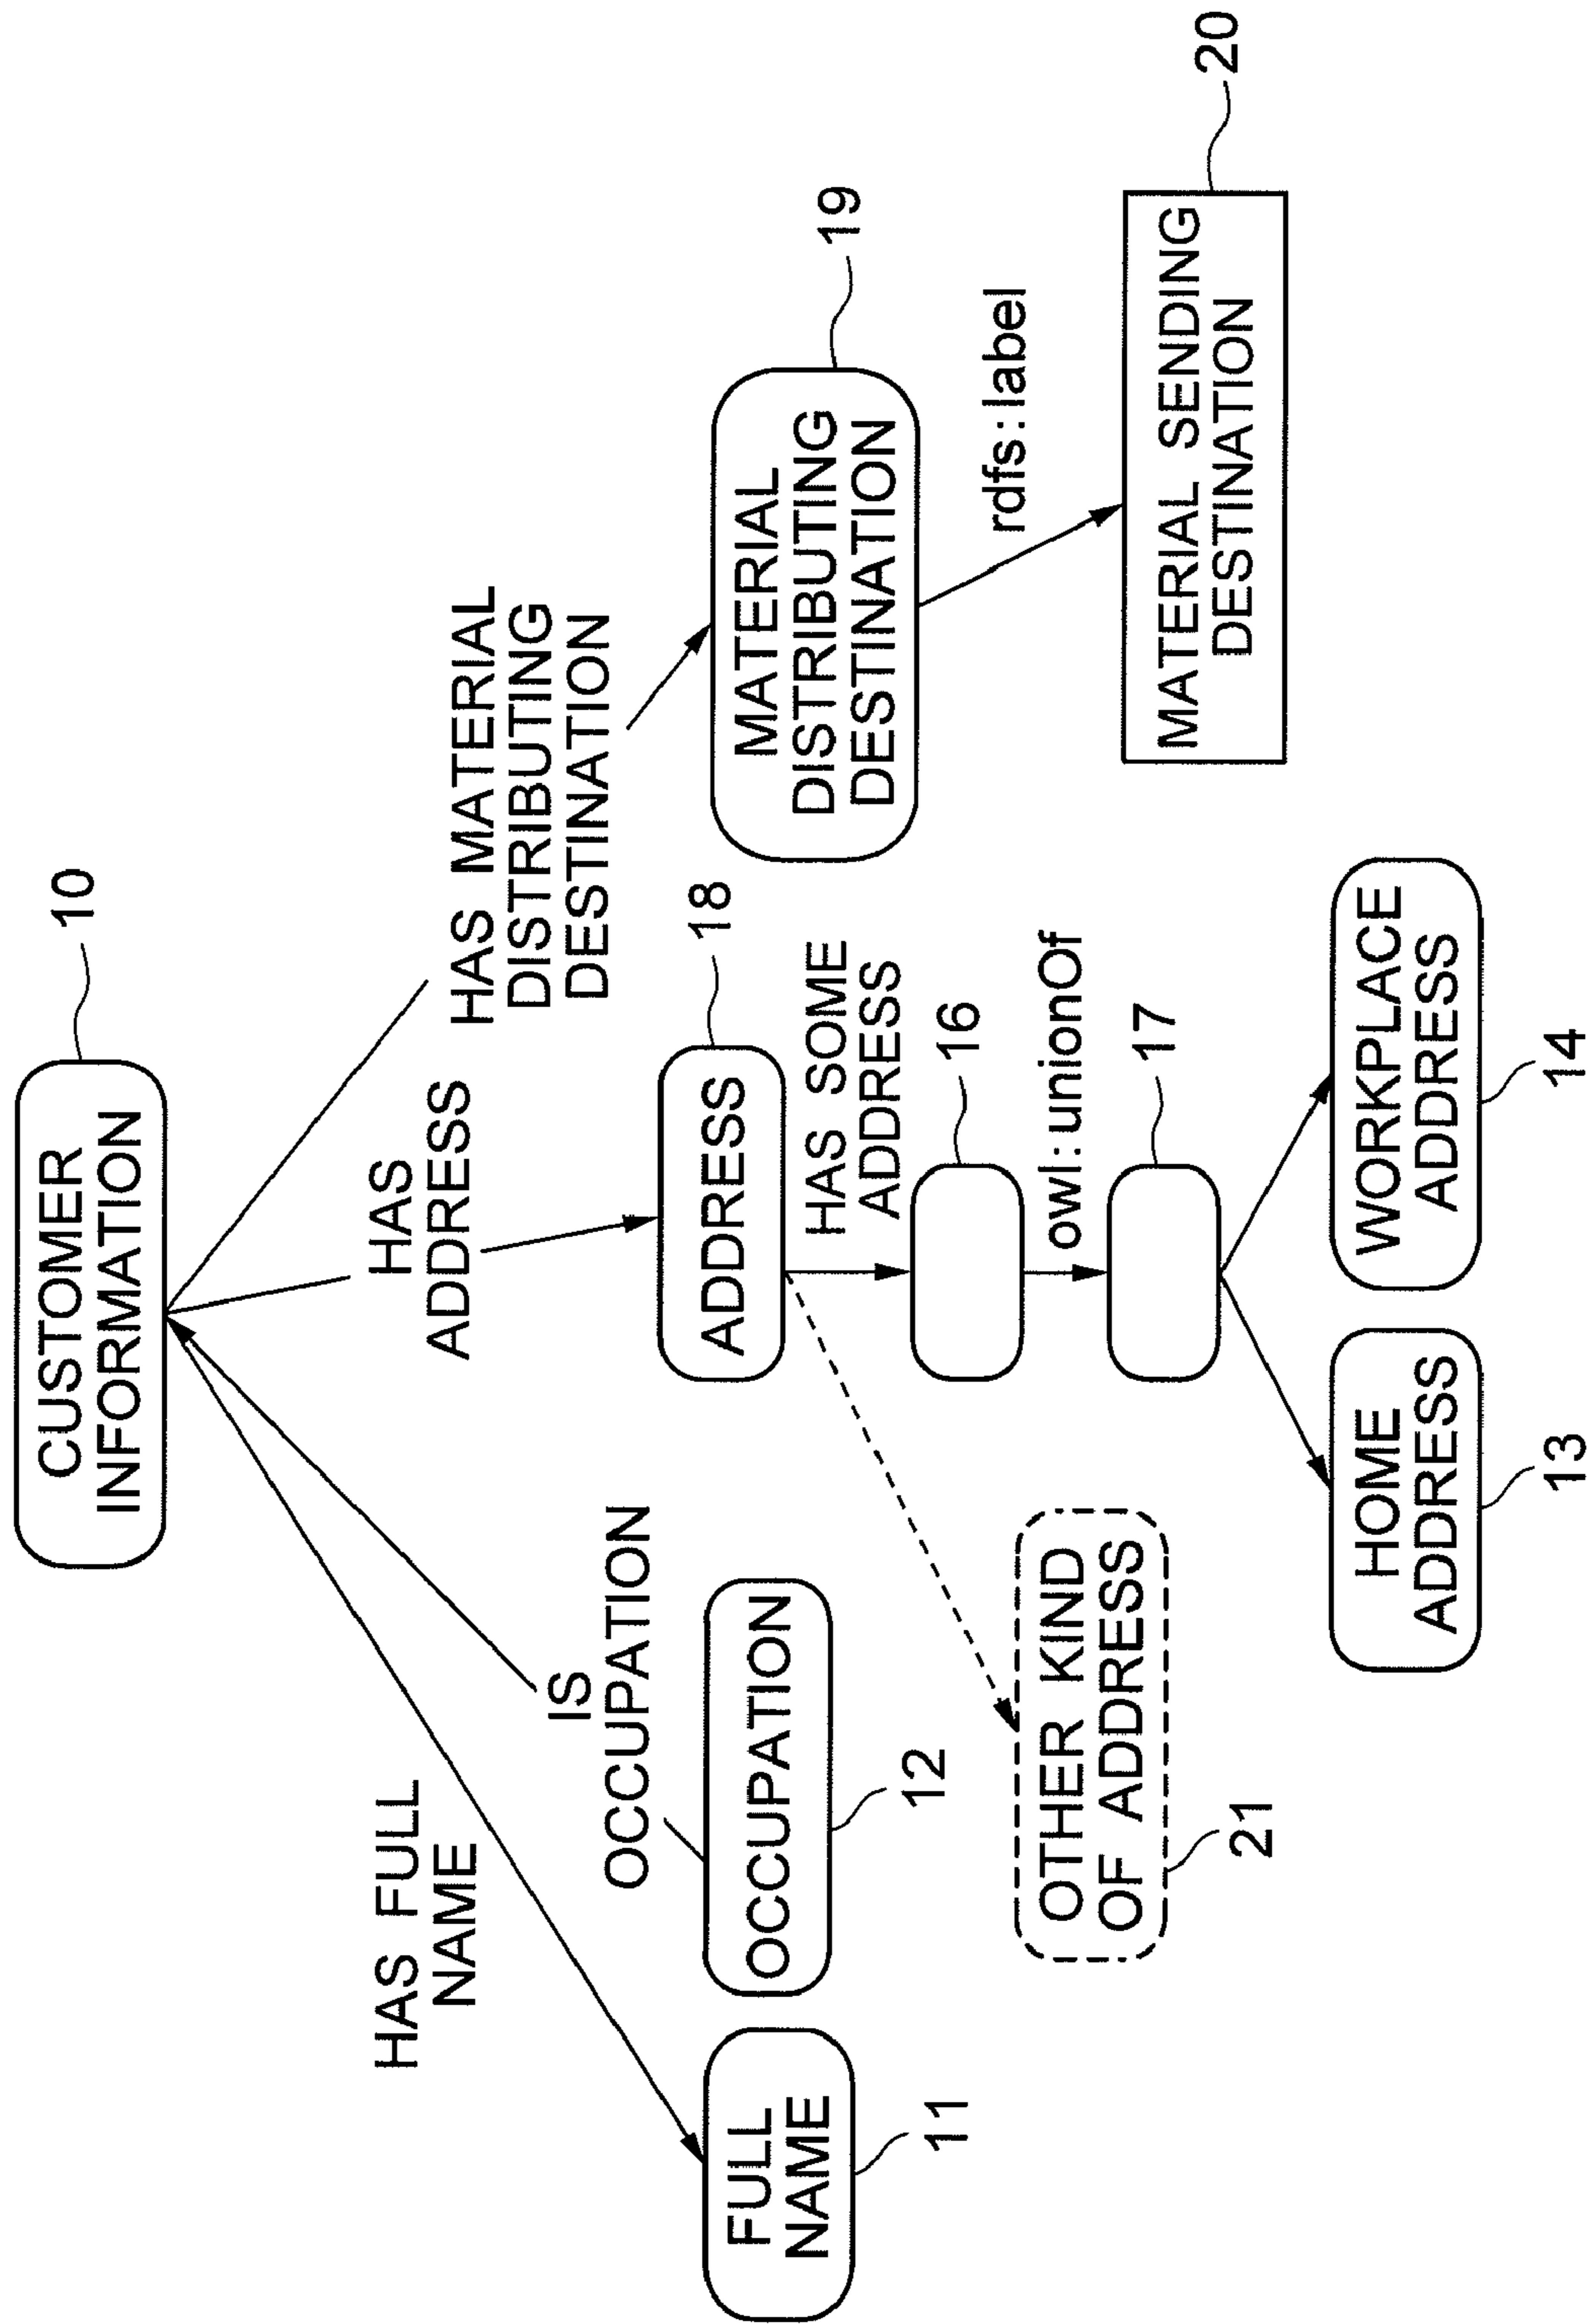 CUSTOMER
INFORMATION
10
HAS FULL
NAME
IS
OCCUPATION
HAS
ADDRESS
HAS MATERIAL
DISTRIBUTING
DESTINATION
FULL
NAME
11
OCCUPATION
12
ADDRESS
18
MATERIAL
DISTRIBUTING
DESTINATION
19
HAS SOME
ADDRESS
16
rdfs:label
OTHER KIND
OF ADDRESS
21
owl:unionOf
17
MATERIAL SENDING
DESTINATION
20
HOME
ADDRESS
13
WORKPLACE
ADDRESS
14